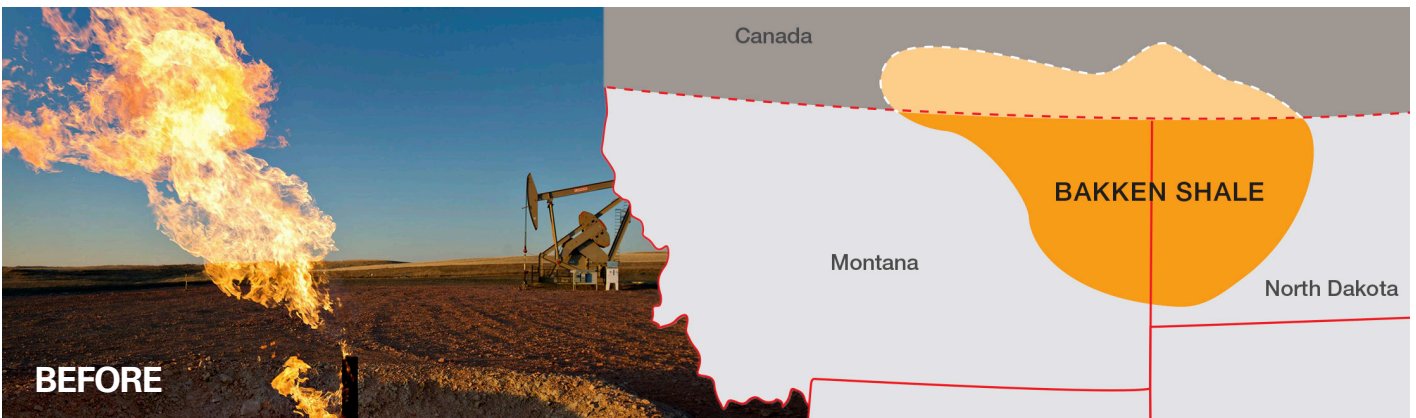 Canada
BAKKEN SHALE
Montana
North Dakota
BEFORE